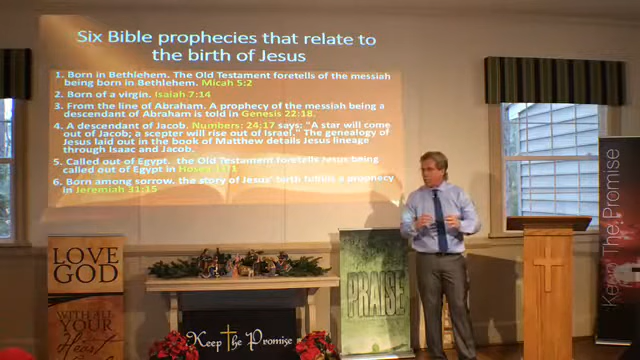 Six Bible prophecies that relate to
the birth of Jesus
1. Born in Bethlehem. The Old Testament foretells of the messiah
being born in Bethlehem. Micah 5:2
2. Born of a virgin. Isaiah 7:14
3. From the line of Abraham. A prophecy of the messiah being a
descendant of Abraham is told in Genesis 22:18.
4. A descendant of Jacob. Numbers: 24;17 says: "A star will come
out of Jacob; a scepter will rise out of Israel." The genealogy of
Jesus laid out in the book of Matthew details Jesus lineage
through Isaac and Jacob.
5. Called out of Egypt. the Old Testament foretells Jesus being
called out of Egypt in Hosea 11:1
6. Born among sorrow. the story of Jesus' birth fulfils a prophecy
in Jeremiah 31:15
LOVE
GOD
WITH ALL
YOUR
Heart
PRAISE
Keep The Promise
Keep The Promise